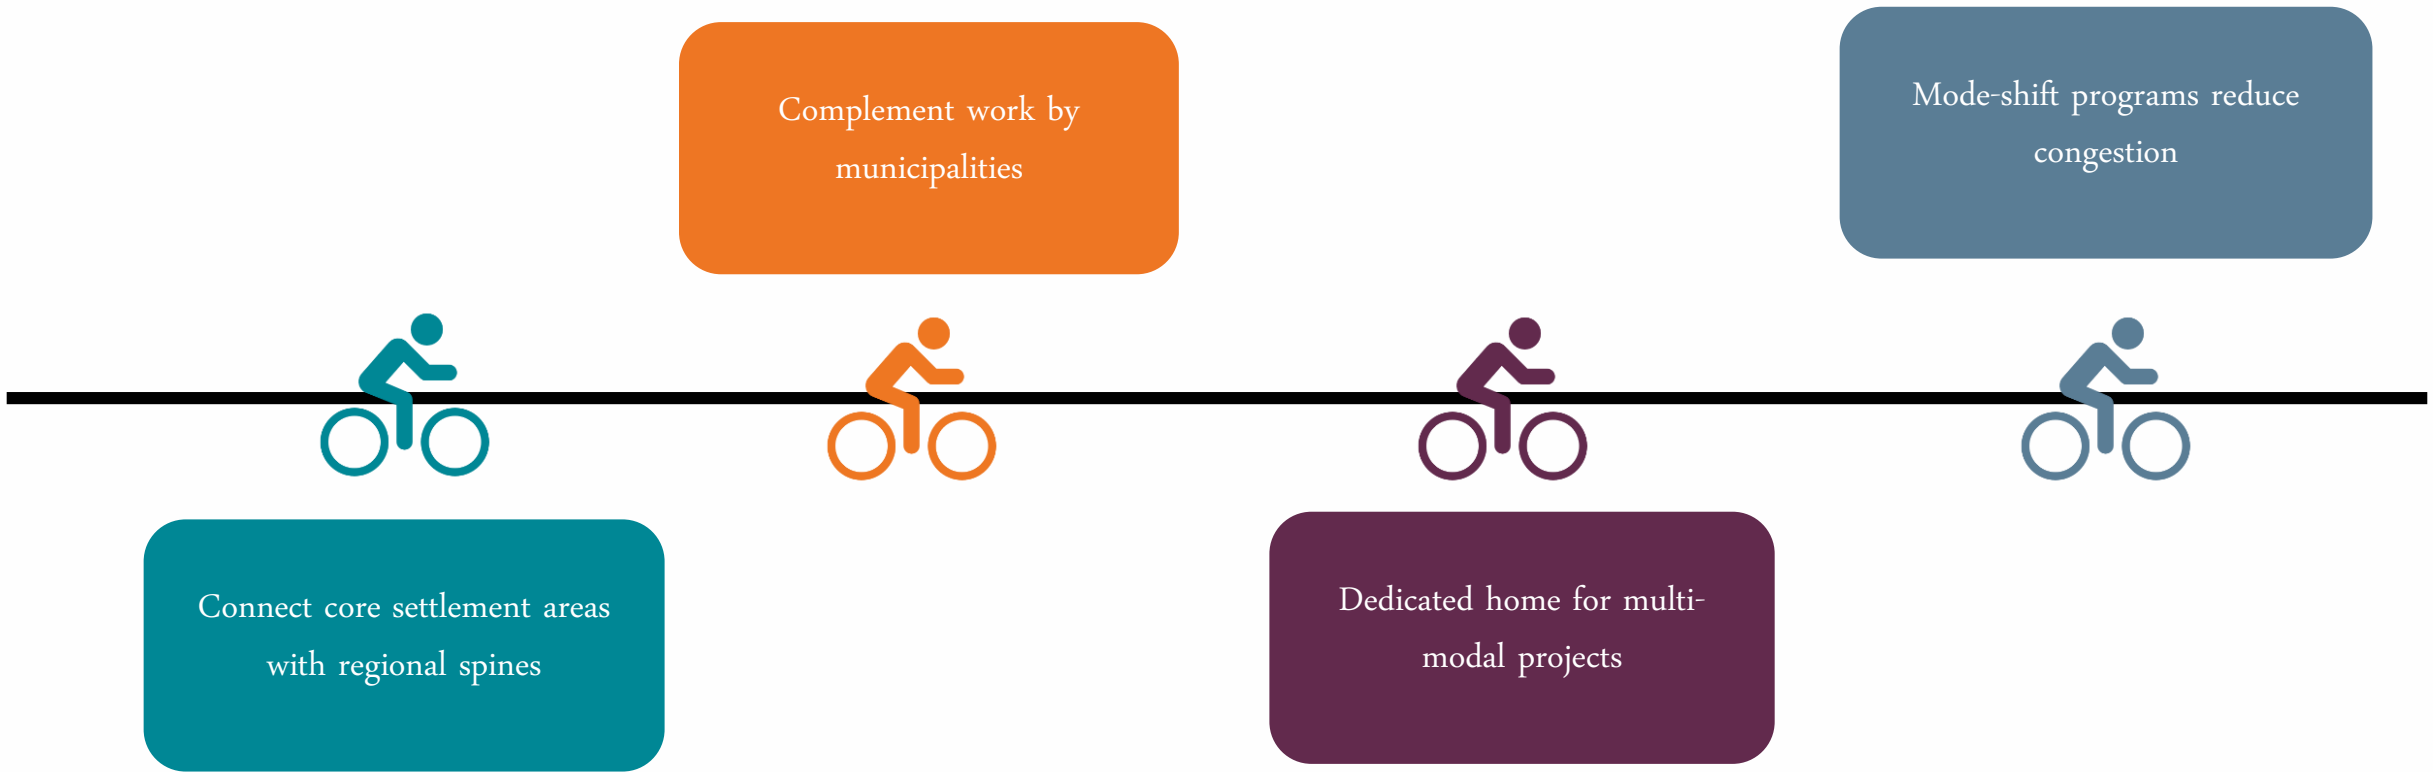 Connect core settlement areas
with regional spines
Complement work by
municipalities
Dedicated home for multi-
modal projects
Mode-shift programs reduce
congestion